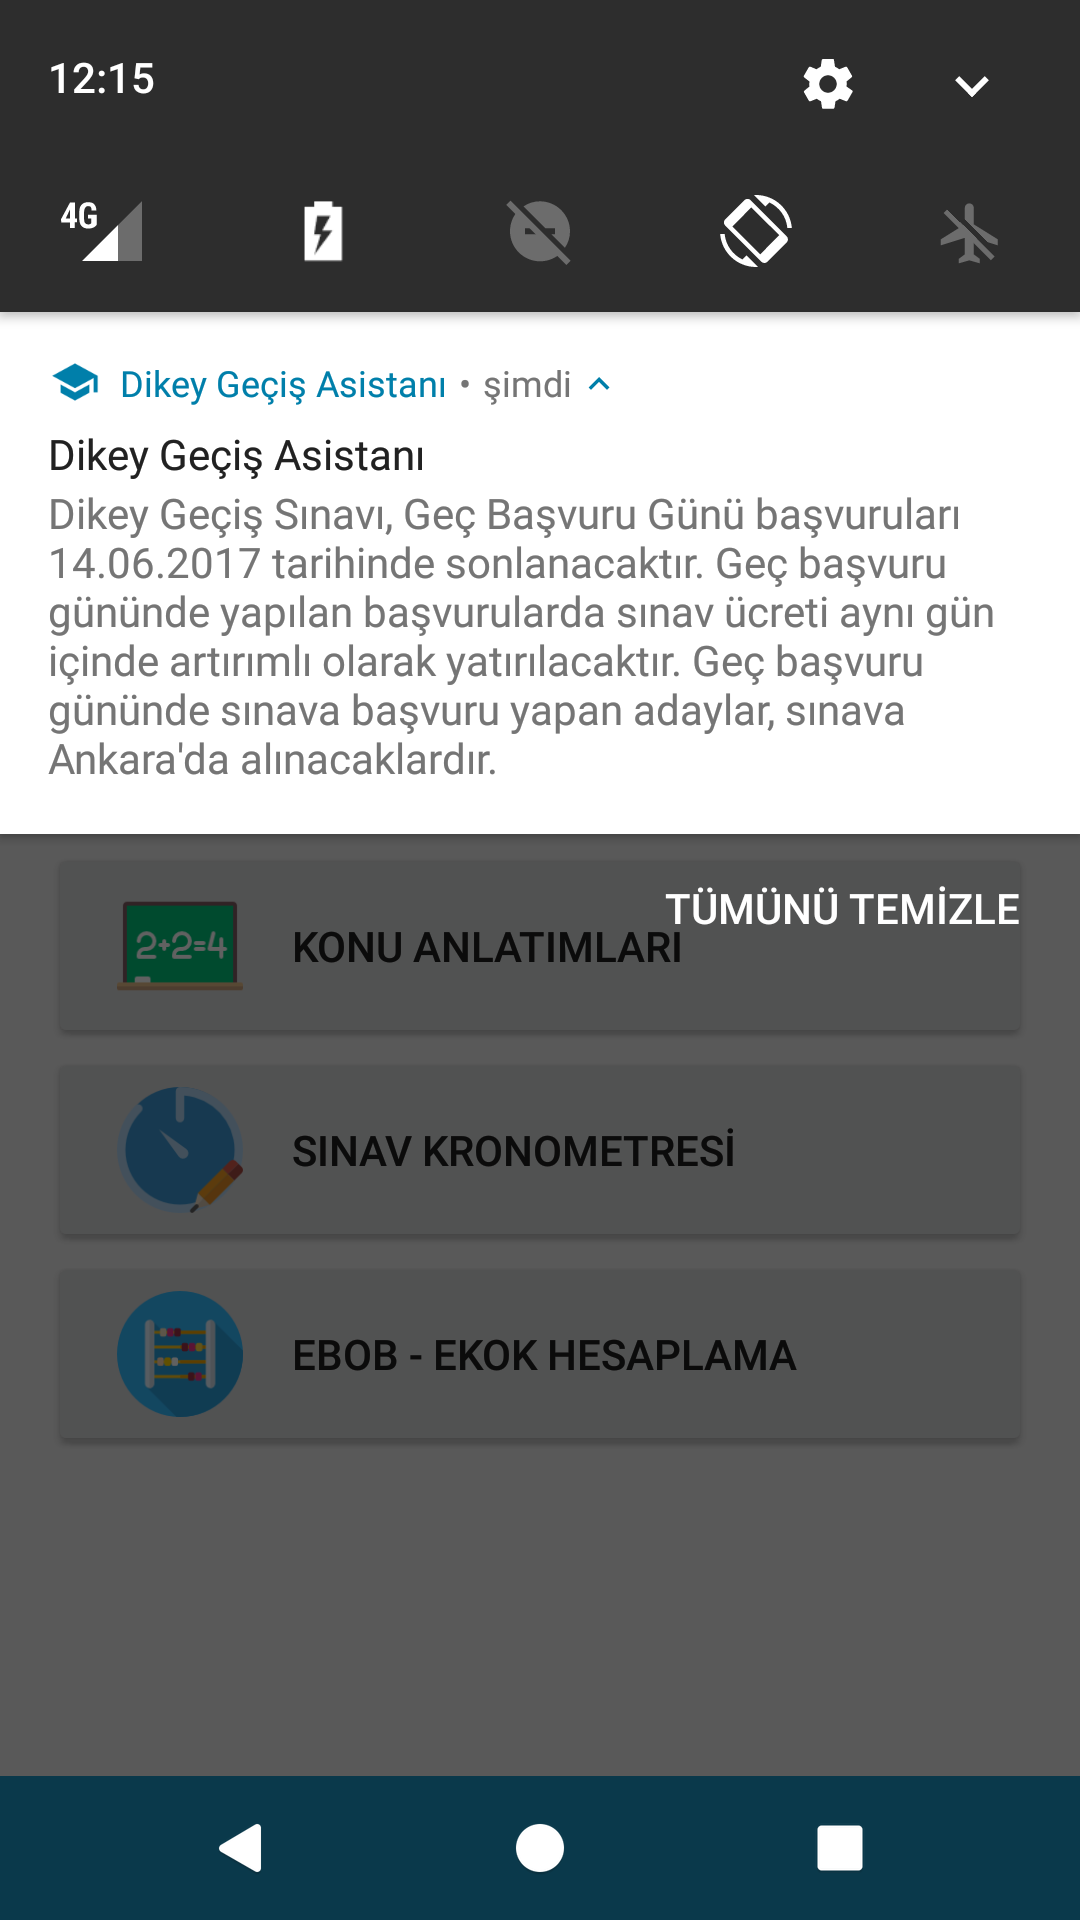 12:15
4G
Dikey Geçiş Asistanı • şimdi
Dikey Geçiş Asistanı
Dikey Geçiş Sınavı, Geç Başvuru Günü başvuruları
14.06.2017 tarihinde sonlanacaktır. Geç başvuru
gününde yapılan başvurularda sınav ücreti aynı gün
içinde artırımlı olarak yatırılacaktır. Geç başvuru
gününde sınava başvuru yapan adaylar, sınava
Ankara'da alınacaklardır.
TÜMÜNÜ TEMİZLE
2+2=4
KONU ANLATIMLARI
SINAV KRONOMETRESİ
EBOB - EKOK HESAPLAMA